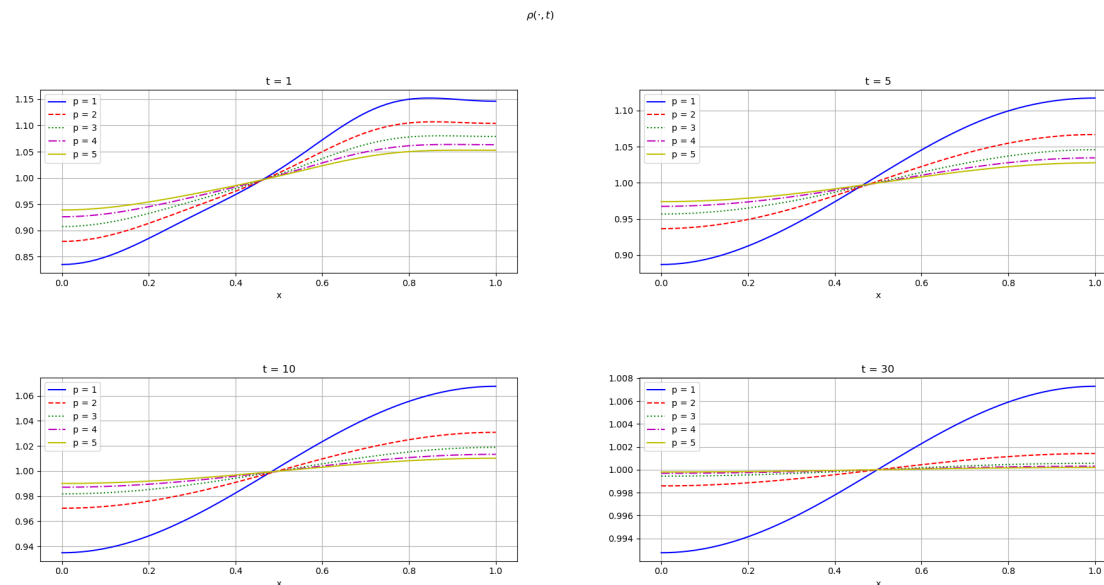 ρ(·, t)
t = 1
1.15
1.10
1.05
1.00
0.95
0.90
0.85
p = 1
p = 2
p = 3
p = 4
p = 5
0.0 0.2 0.4 0.6 0.8 1.0
x
t = 5
1.10
1.05
1.00
0.95
0.90
p = 1
p = 2
p = 3
p = 4
p = 5
0.0 0.2 0.4 0.6 0.8 1.0
x
t = 10
1.06
1.04
1.02
1.00
0.98
0.96
0.94
p = 1
p = 2
p = 3
p = 4
p = 5
0.0 0.2 0.4 0.6 0.8 1.0
x
t = 30
1.008
1.006
1.004
1.002
1.000
0.998
0.996
0.994
p = 1
p = 2
p = 3
p = 4
p = 5
0.0 0.2 0.4 0.6 0.8 1.0
x